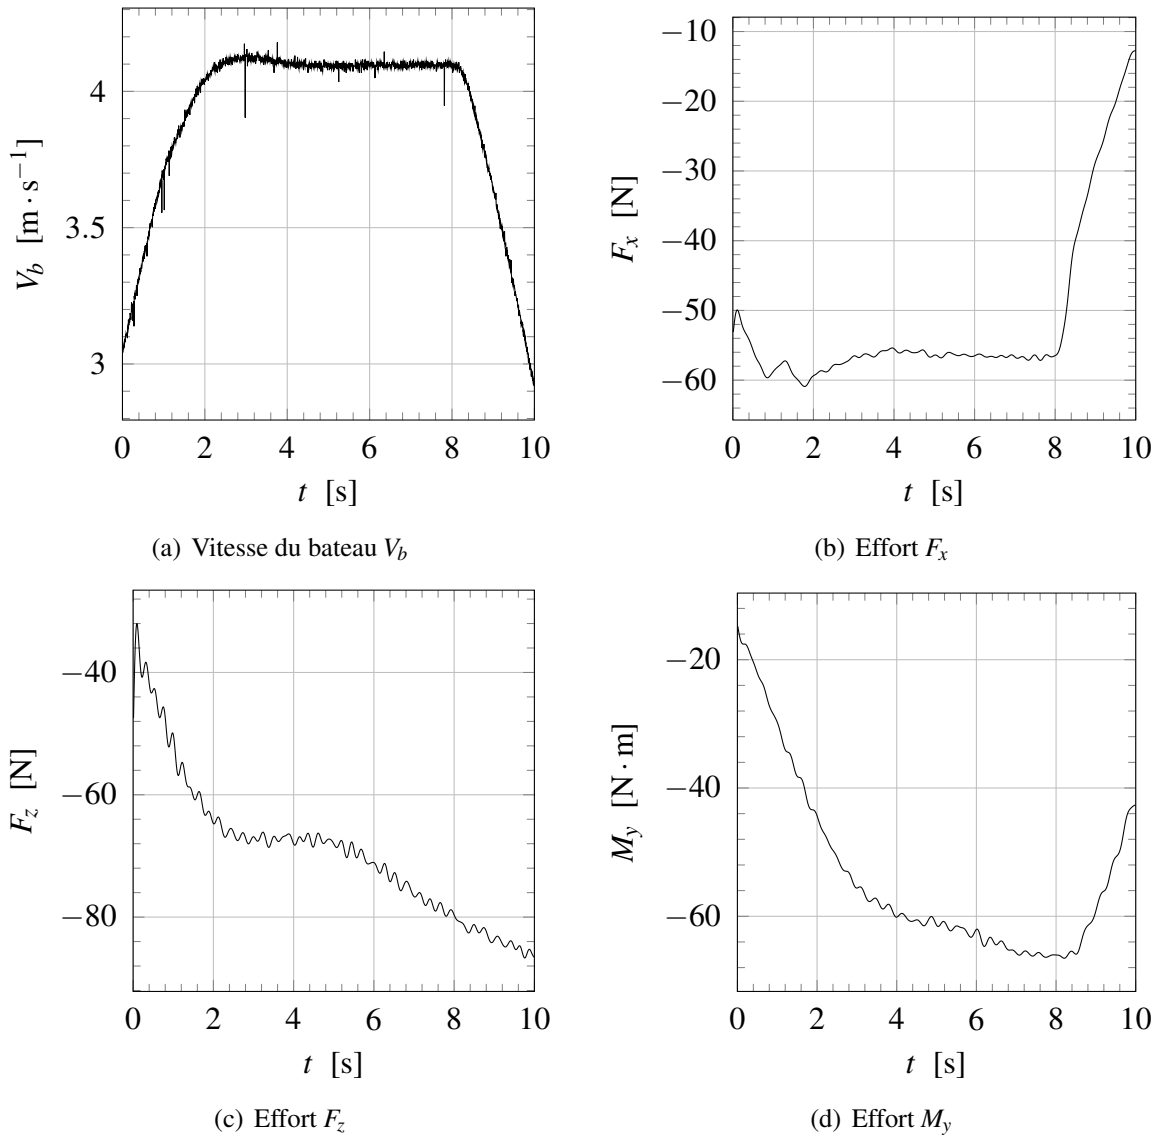 4
3.5
3
V_b [m·s⁻¹]
0 2 4 6 8 10
t [s]
(a) Vitesse du bateau V_b
−10
−20
−30
−40
−50
−60
F_x [N]
0 2 4 6 8 10
t [s]
(b) Effort F_x
−40
−60
−80
F_z [N]
0 2 4 6 8 10
t [s]
(c) Effort F_z
−20
−40
−60
M_y [N·m]
0 2 4 6 8 10
t [s]
(d) Effort M_y